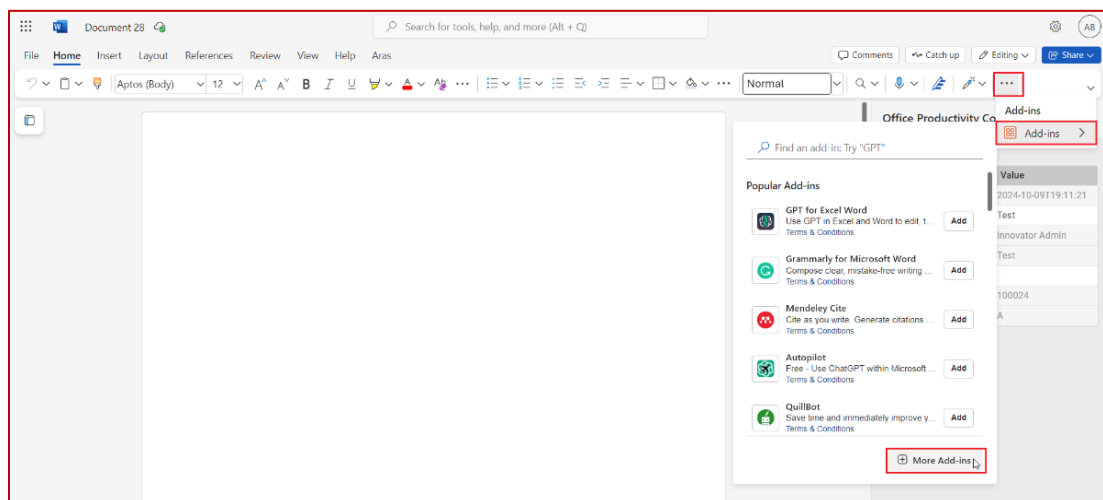 Document 28
Search for tools, help, and more (Alt + Q)
AB
File Home Insert Layout References Review View Help Aras
Comments Catch up Editing Share
Aptos (Body) 12 A^ A˅ B I U A Normal
Add-ins
Office Productivity Co
Add-ins
Find an add-in: Try "GPT"
Value
Popular Add-ins
2024-10-09T19:11:21
GPT for Excel Word
Use GPT in Excel and Word to edit, t...
Add
Test
Terms & Conditions
Innovator Admin
Grammarly for Microsoft Word
Test
Compose clear, mistake-free writing ...
Add
Terms & Conditions
100024
Mendeley Cite
A
Cite as you write. Generate citations ...
Add
Terms & Conditions
Autopilot
Free - Use ChatGPT within Microsoft ...
Add
Terms & Conditions
QuillBot
Save time and immediately improve y...
Add
Terms & Conditions
More Add-ins